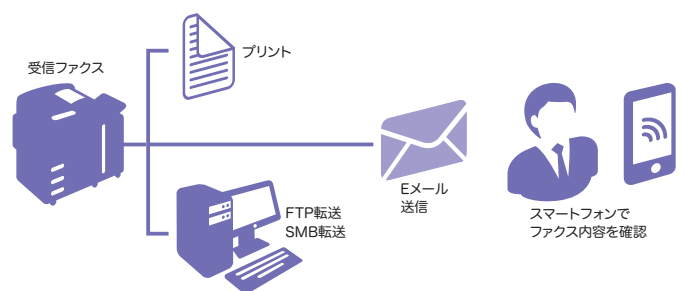 受信ファクス
プリント
FTP転送
SMB転送
Eメール
送信
スマートフォンで
ファクス内容を確認